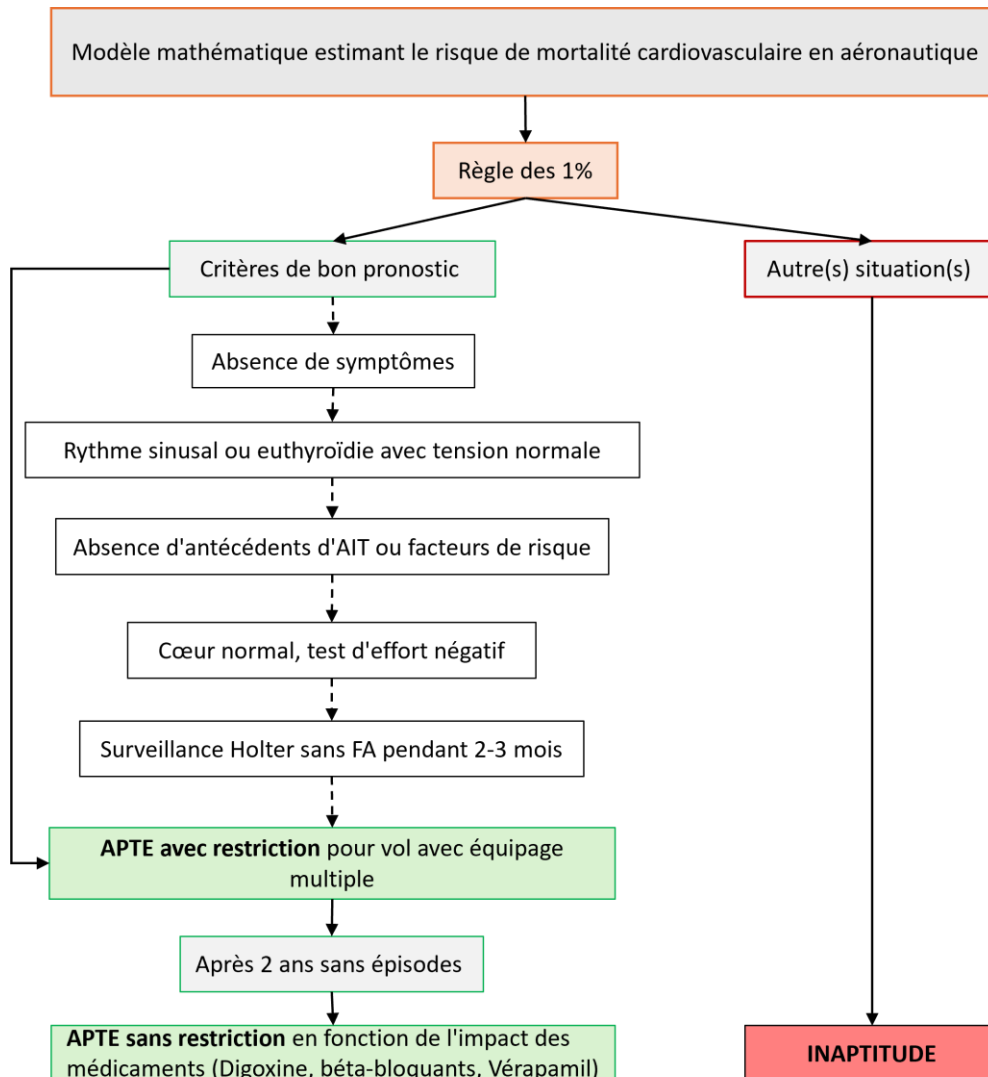 Modèle mathématique estimant le risque de mortalité cardiovasculaire en aéronautique
Règle des 1%
Critères de bon pronostic
Autre(s) situation(s)
Absence de symptômes
Rythme sinusal ou euthyroïdie avec tension normale
Absence d'antécédents d'AIT ou facteurs de risque
Cœur normal, test d'effort négatif
Surveillance Holter sans FA pendant 2-3 mois
APTE avec restriction pour vol avec équipage
multiple
Après 2 ans sans épisodes
APTE sans restriction en fonction de l'impact des
médicaments (Digoxine, béta-bloquants, Vérapamil)
INAPTITUDE